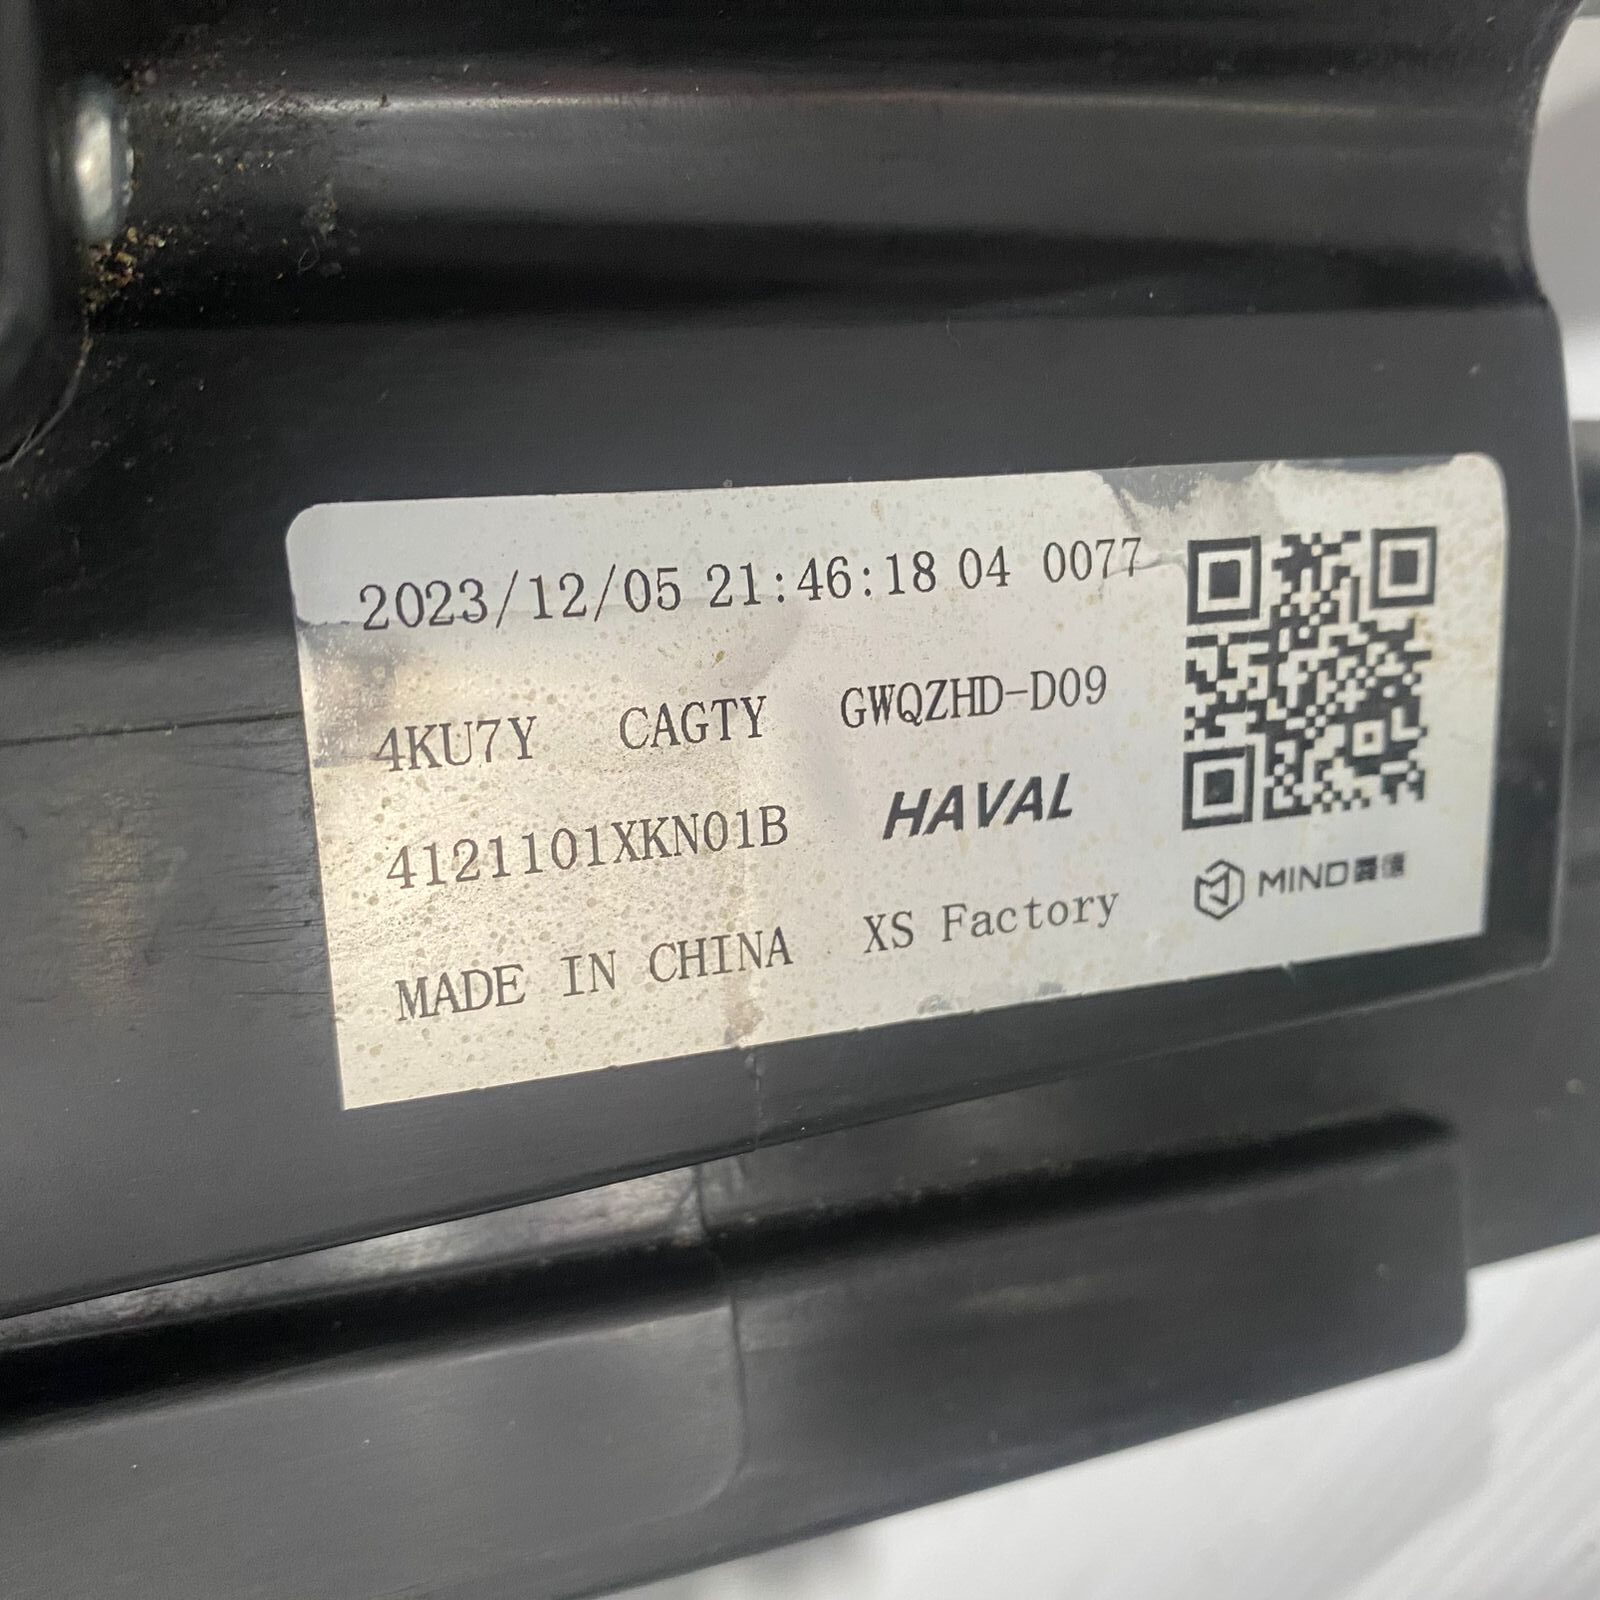 2023/12/05 21:46:18 04 0077
4KU7Y CAGTY GWQZHD-D09
4121101XKN01B HAVAL
MADE IN CHINA XS Factory
MIND